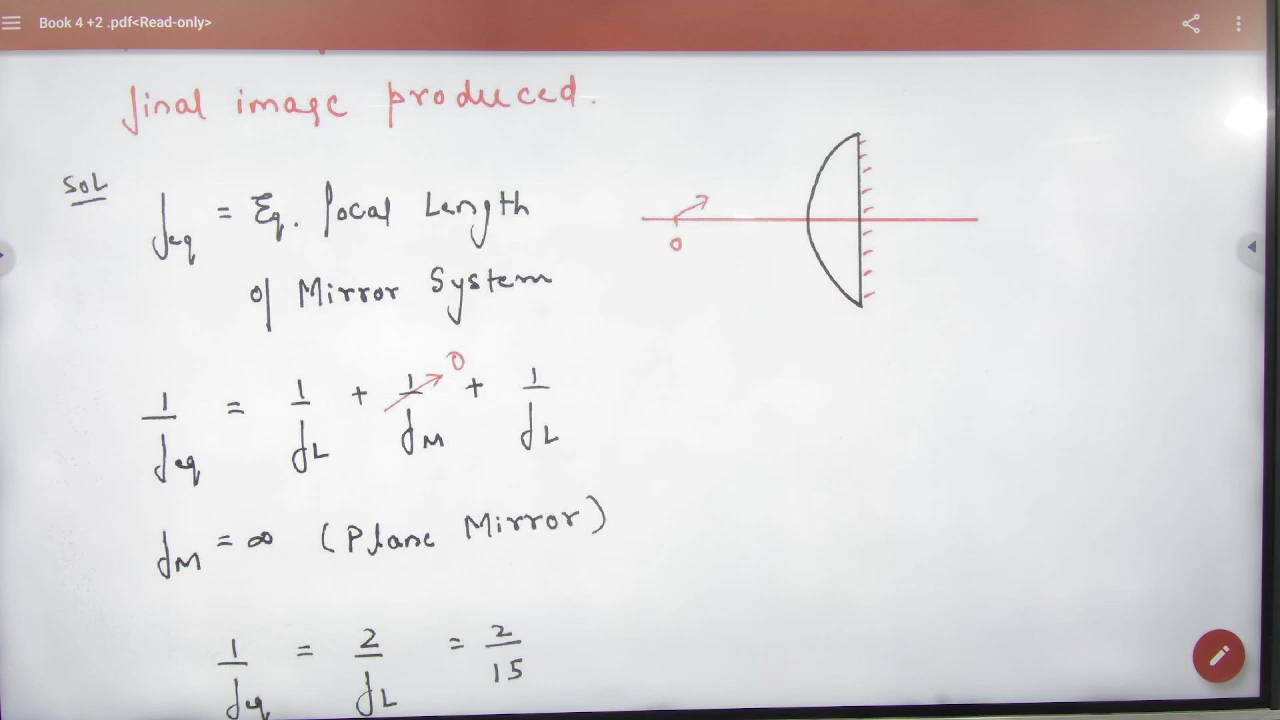 Book 4 +2 .pdf<Read-only>
final image produced.
Sol
feq = Eq. focal Length
of Mirror System
O
1/feq = 1/fL + 1/fM + 1/fL
0
fM = ∞ (Plane Mirror)
1/feq = 2/fL = 2/15